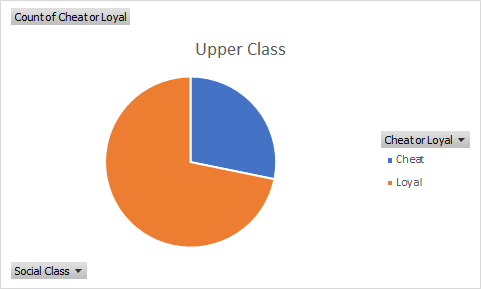 Count of Cheat or Loyal
Upper Class
Cheat or Loyal
Cheat
Loyal
Social Class